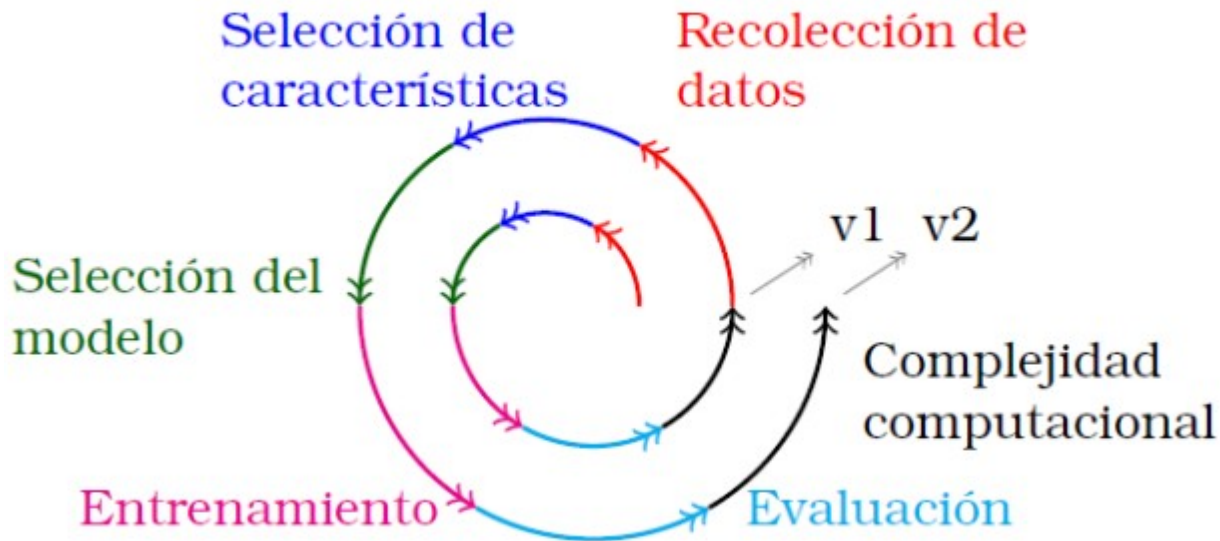 Selección de
características
Recolección de
datos
v1
v2
Selección del
modelo
Complejidad
computacional
Entrenamiento
Evaluación